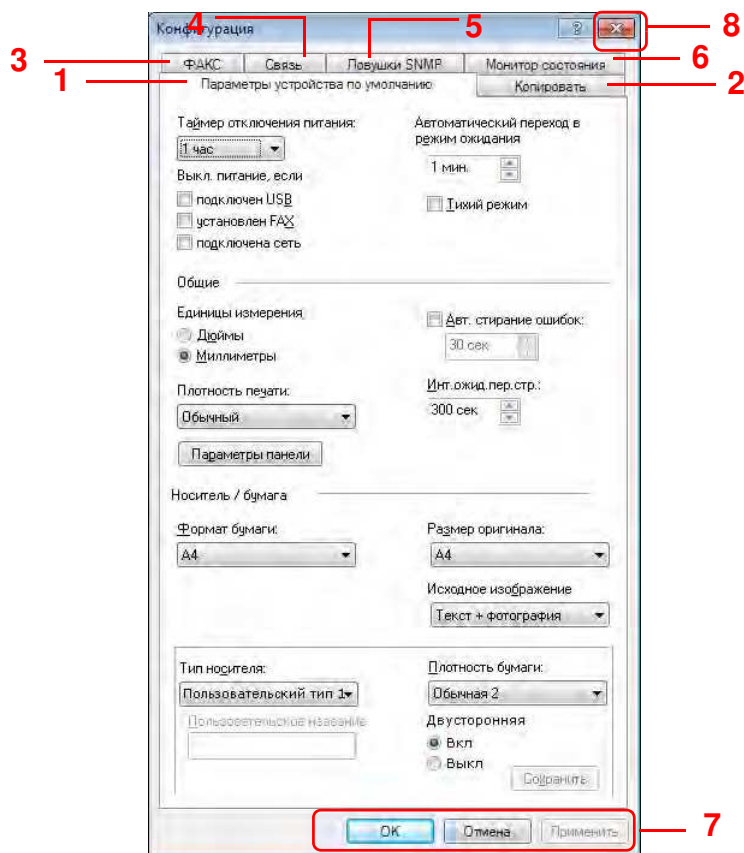 Конфигурация
4
5
8
3
ФАКС
Связь
Ловушки SNMP
Монитор состояния
6
1
Параметры устройства по умолчанию
Копировать
2
Таймер отключения питания:
1 час
Выкл. питание, если
подключен USB
установлен FAX
подключена сеть
Автоматический переход в
режим ожидания
1 мин.
Тихий режим
Общие
Единицы измерения
Дюймы
Миллиметры
Авт. стирание ошибок:
30 сек
Плотность печати:
Обычный
Инт.ожид.пер.стр.:
300 сек
Параметры панели
Носитель / бумага
Формат бумаги:
A4
Размер оригинала:
A4
Исходное изображение
Текст + фотография
Тип носителя:
Пользовательский тип 1
Пользовательское название
Плотность бумаги:
Обычная 2
Двусторонняя
Вкл
Выкл
Сохранить
OK
Отмена
Применить
7